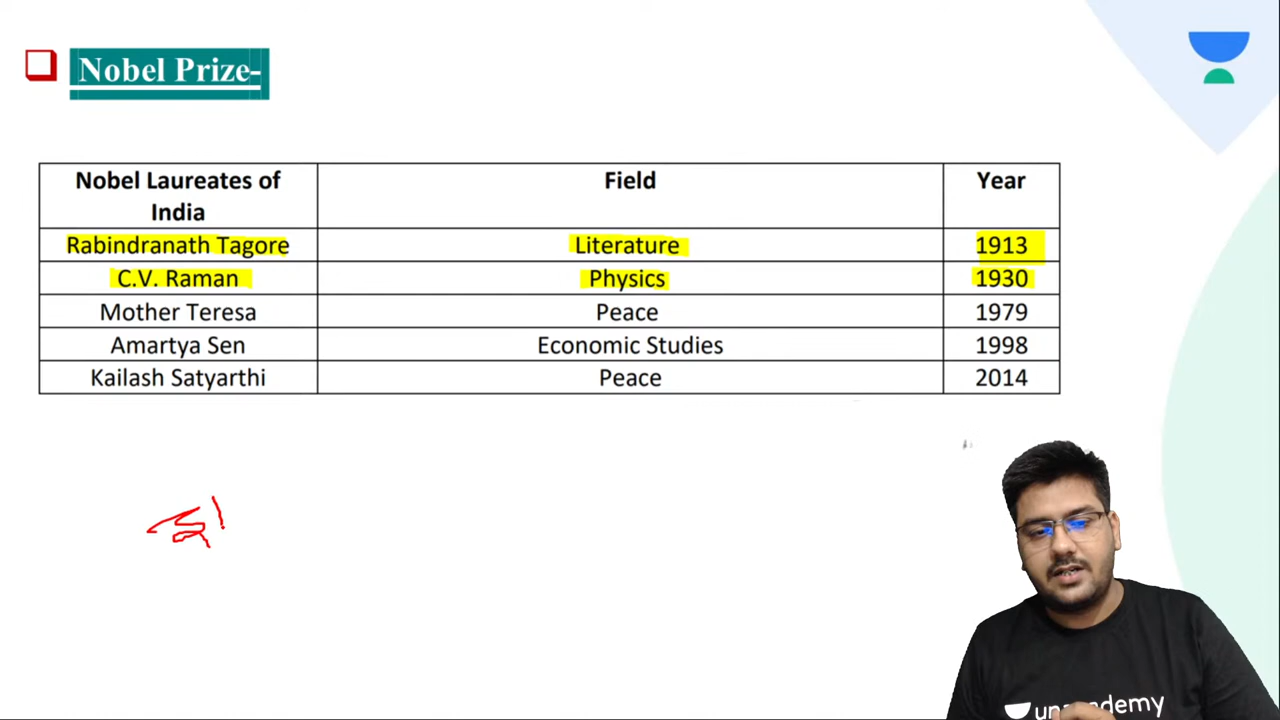 Nobel Prize-
Nobel Laureates of India Field Year
Rabindranath Tagore Literature 1913
C.V. Raman Physics 1930
Mother Teresa Peace 1979
Amartya Sen Economic Studies 1998
Kailash Satyarthi Peace 2014